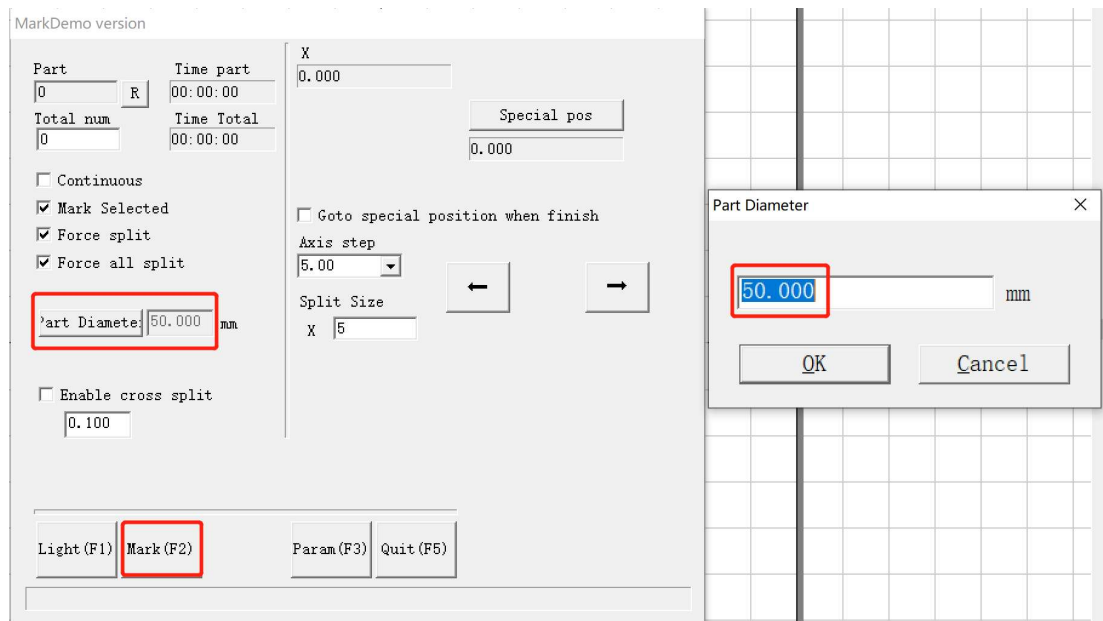 MarkDemo version
Part
Time part
0
R
00:00:00
Total num
Time Total
0
00:00:00
Continuous
Mark Selected
Force split
Force all split
Part Diameter
50.000
mm
Enable cross split
0.100
X
0.000
Special pos
0.000
Goto special position when finish
Axis step
5.00
Split Size
X
5
Light(F1)
Mark(F2)
Param(F3)
Quit(F5)
Part Diameter
50.000
mm
OK
Cancel